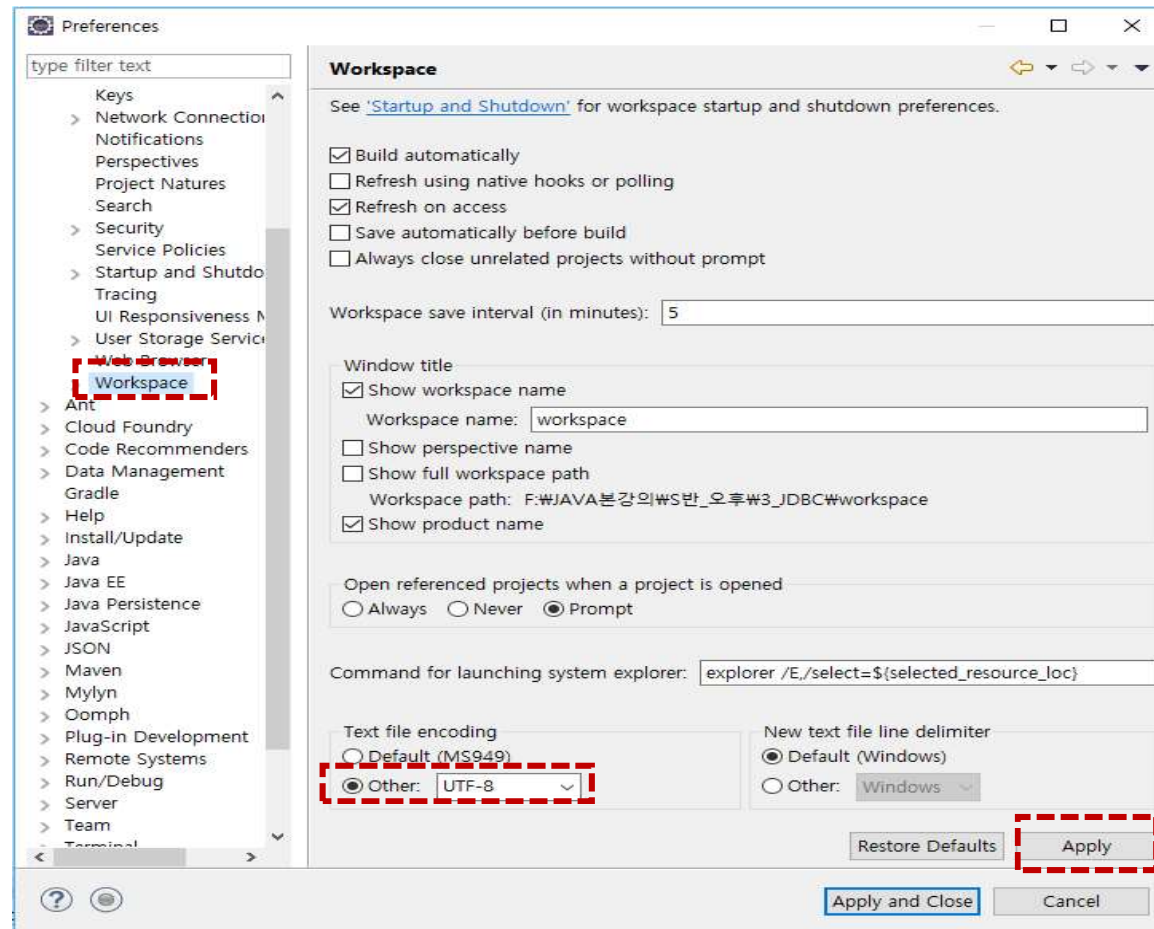 Preferences
type filter text
Keys
Network Connection
Notifications
Perspectives
Project Natures
Search
Security
Service Policies
Startup and Shutdo
Tracing
UI Responsiveness
User Storage Servic
Web Browser
Workspace
Ant
Cloud Foundry
Code Recommenders
Data Management
Gradle
Help
Install/Update
Java
Java EE
Java Persistence
JavaScript
JSON
Maven
Mylyn
Oomph
Plug-in Development
Remote Systems
Run/Debug
Server
Team
Terminal
Workspace
See 'Startup and Shutdown' for workspace startup and shutdown preferences.
Build automatically
Refresh using native hooks or polling
Refresh on access
Save automatically before build
Always close unrelated projects without prompt
Workspace save interval (in minutes): 5
Window title
Show workspace name
Workspace name: workspace
Show perspective name
Show full workspace path
Workspace path: F:₩JAVA본강의₩S반_오후₩3_JDBC₩workspace
Show product name
Open referenced projects when a project is opened
Always Never Prompt
Command for launching system explorer: explorer /E,/select=${selected_resource_loc}
Text file encoding
Default (MS949)
Other: UTF-8
New text file line delimiter
Default (Windows)
Other: Windows
Restore Defaults Apply
? Apply and Close Cancel